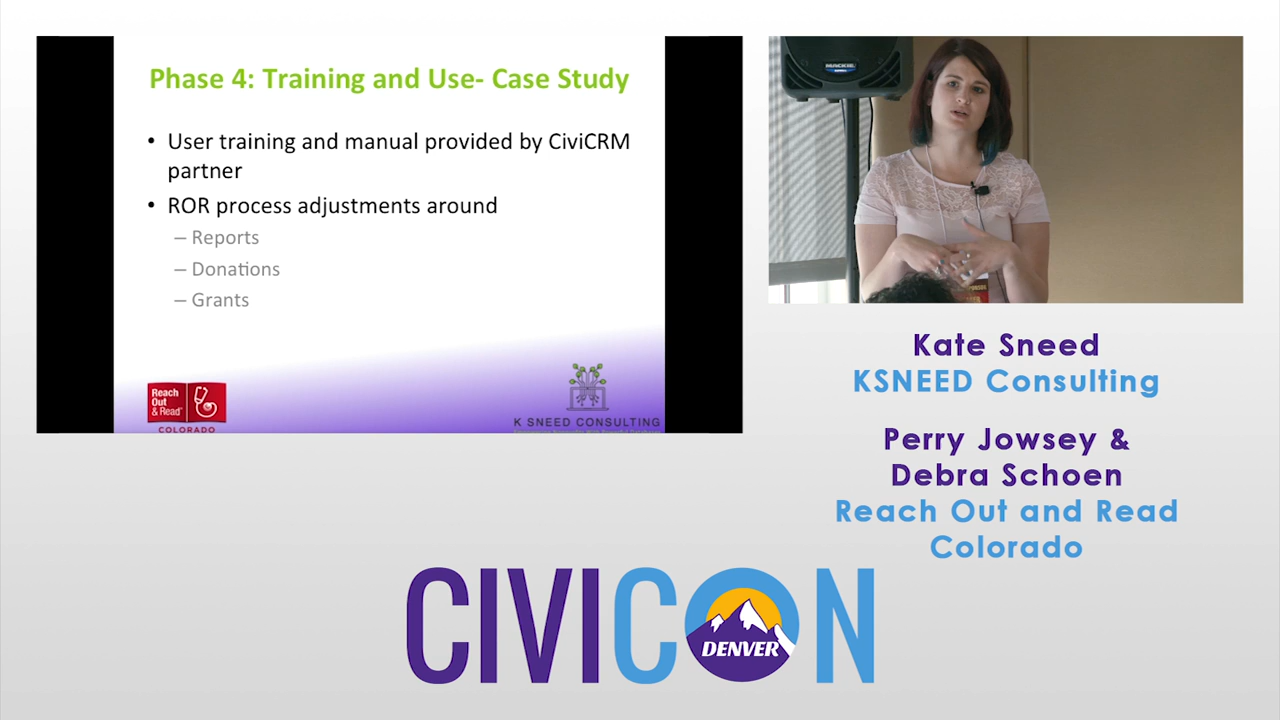 Phase 4: Training and Use- Case Study
• User training and manual provided by CiviCRM
partner
• ROR process adjustments around
– Reports
– Donations
– Grants
Reach
Out
& Read
COLORADO
K SNEED CONSULTING
MACKIE
Kate Sneed
KSNEED Consulting
Perry Jowsey &
Debra Schoen
Reach Out and Read
Colorado
CIVICON
DENVER